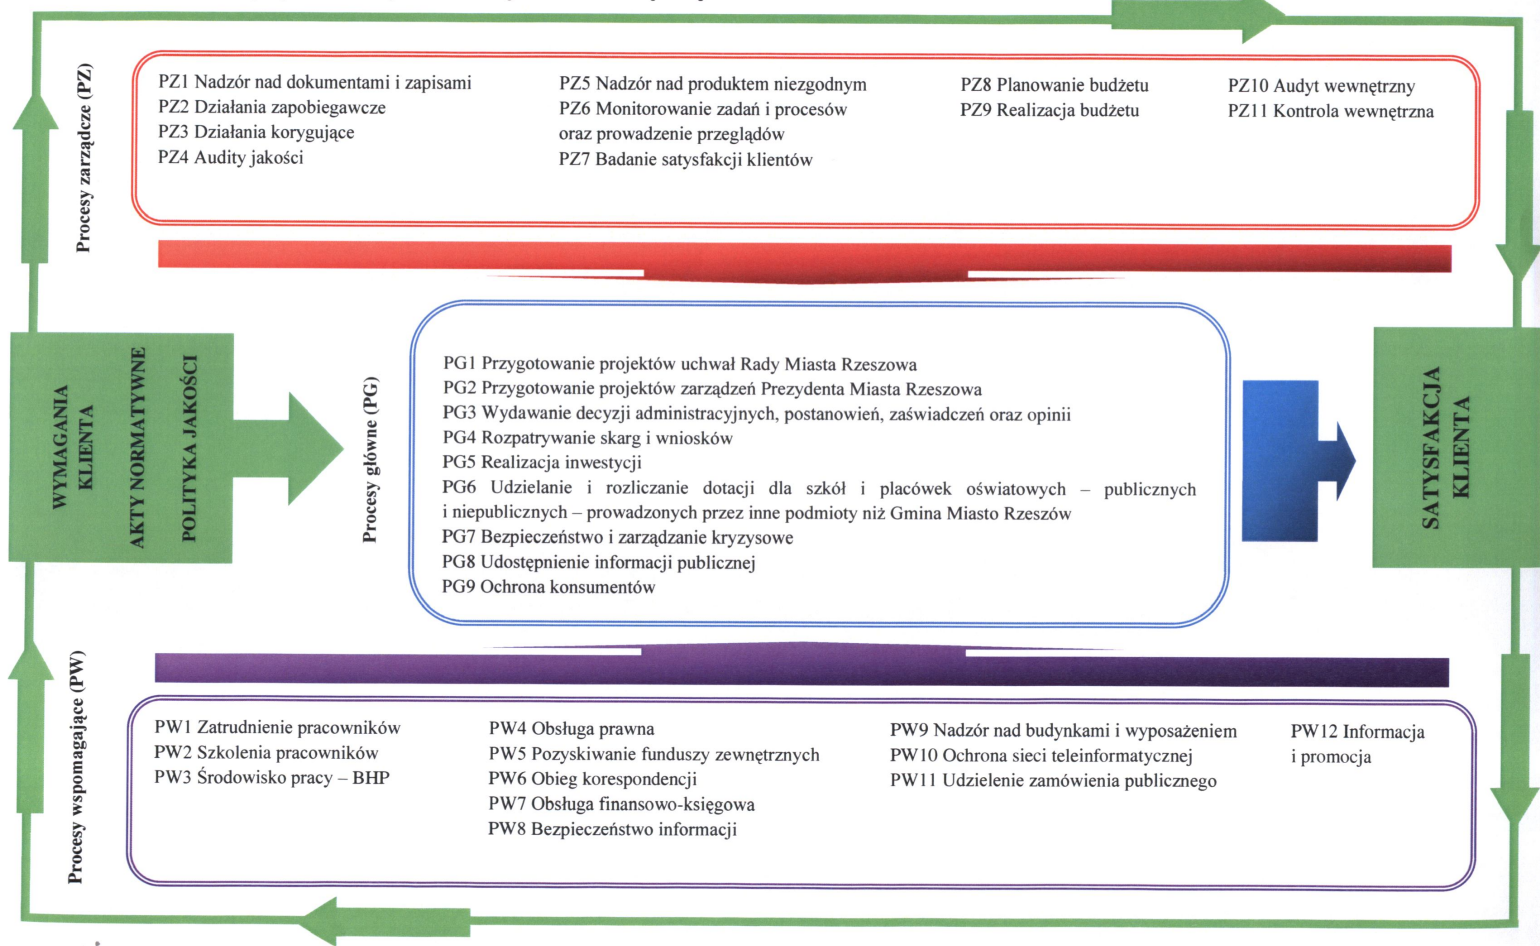 Procesy zarządcze (PZ)
PZ1 Nadzór nad dokumentami i zapisami
PZ2 Działania zapobiegawcze
PZ3 Działania korygujące
PZ4 Audity jakości
PZ5 Nadzór nad produktem niezgodnym
PZ6 Monitorowanie zadań i procesów
oraz prowadzenie przeglądów
PZ7 Badanie satysfakcji klientów
PZ8 Planowanie budżetu
PZ9 Realizacja budżetu
PZ10 Audyt wewnętrzny
PZ11 Kontrola wewnętrzna
WYMAGANIA
KLIENTA
AKTY NORMATYWNE
POLITYKA JAKOŚCI
Procesy główne (PG)
PG1 Przygotowanie projektów uchwał Rady Miasta Rzeszowa
PG2 Przygotowanie projektów zarządzeń Prezydenta Miasta Rzeszowa
PG3 Wydawanie decyzji administracyjnych, postanowień, zaświadczeń oraz opinii
PG4 Rozpatrywanie skarg i wniosków
PG5 Realizacja inwestycji
PG6 Udzielanie i rozliczanie dotacji dla szkół i placówek oświatowych – publicznych
i niepublicznych – prowadzonych przez inne podmioty niż Gmina Miasto Rzeszów
PG7 Bezpieczeństwo i zarządzanie kryzysowe
PG8 Udostępnienie informacji publicznej
PG9 Ochrona konsumentów
SATYSFAKCJA
KLIENTA
Procesy wspomagające (PW)
PW1 Zatrudnienie pracowników
PW2 Szkolenia pracowników
PW3 Środowisko pracy – BHP
PW4 Obsługa prawna
PW5 Pozyskiwanie funduszy zewnętrznych
PW6 Obieg korespondencji
PW7 Obsługa finansowo-księgowa
PW8 Bezpieczeństwo informacji
PW9 Nadzór nad budynkami i wyposażeniem
PW10 Ochrona sieci teleinformatycznej
PW11 Udzielenie zamówienia publicznego
PW12 Informacja
i promocja